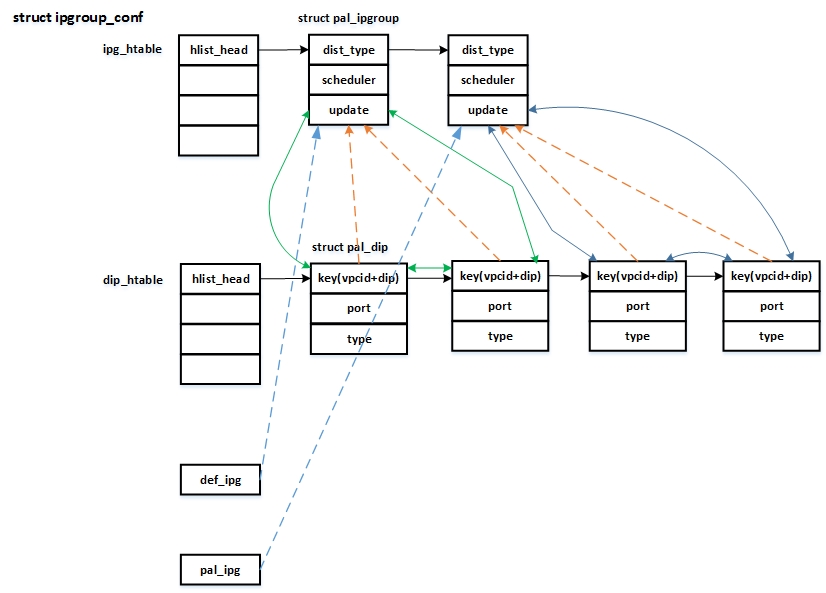 struct ipgroup_conf
struct pal_ipgroup
ipg_htable
hlist_head
dist_type
dist_type
scheduler
scheduler
update
update
struct pal_dip
dip_htable
hlist_head
key(vpcid+dip)
key(vpcid+dip)
key(vpcid+dip)
key(vpcid+dip)
port
port
port
port
type
type
type
type
def_ipg
pal_ipg